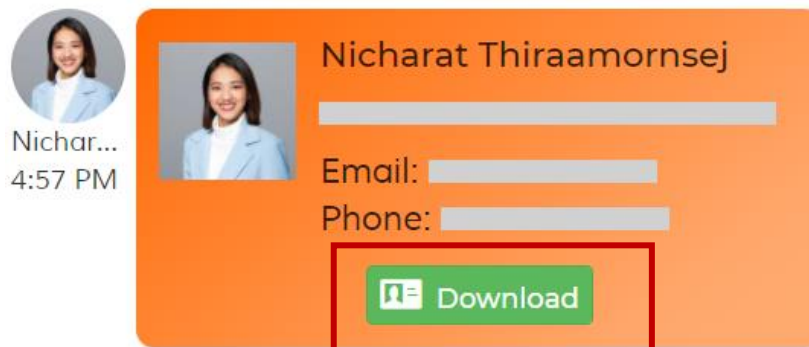 Nichar...
4:57 PM
Nicharat Thiraamornsej
Email:
Phone:
Download